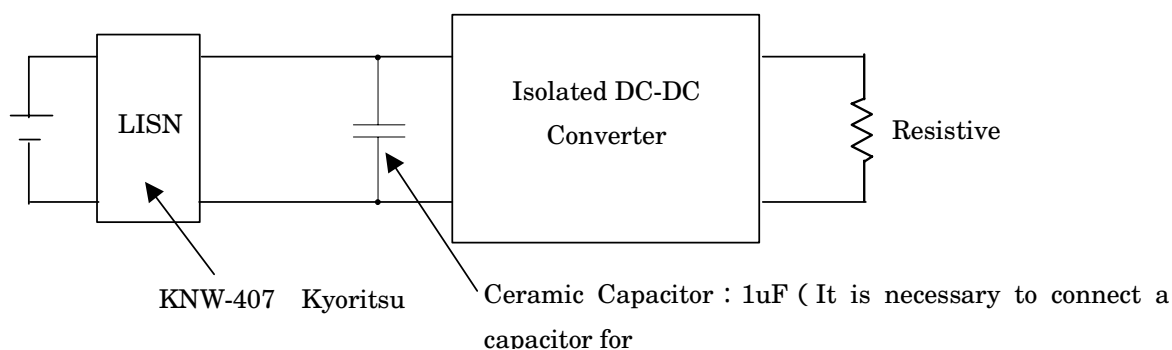 Isolated DC-DC
Converter
LISN
Resistive
KNW-407 Kyoritsu
Ceramic Capacitor：1uF ( It is necessary to connect a
capacitor for